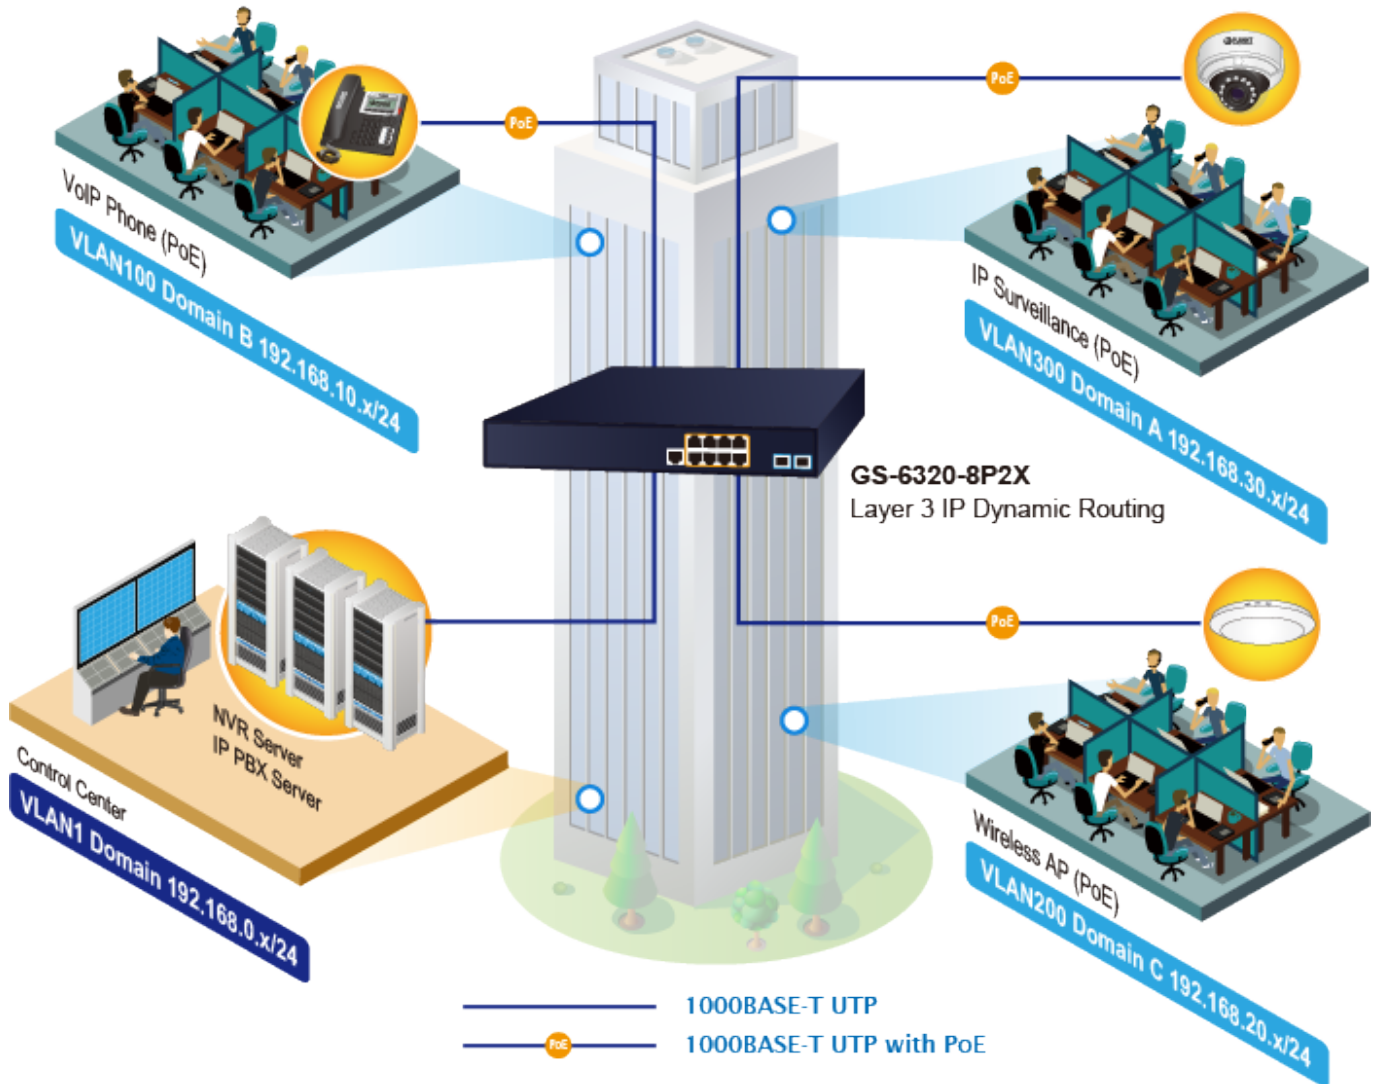 PoE
PoE
VoIP Phone (PoE)
VLAN100 Domain B 192.168.10.x/24
IP Surveillance (PoE)
VLAN300 Domain A 192.168.30.x/24
GS-6320-8P2X
Layer 3 IP Dynamic Routing
NVR Server
IP PBX Server
Control Center
VLAN1 Domain 192.168.0.x/24
PoE
Wireless AP (PoE)
VLAN200 Domain C 192.168.20.x/24
1000BASE-T UTP
PoE
1000BASE-T UTP with PoE